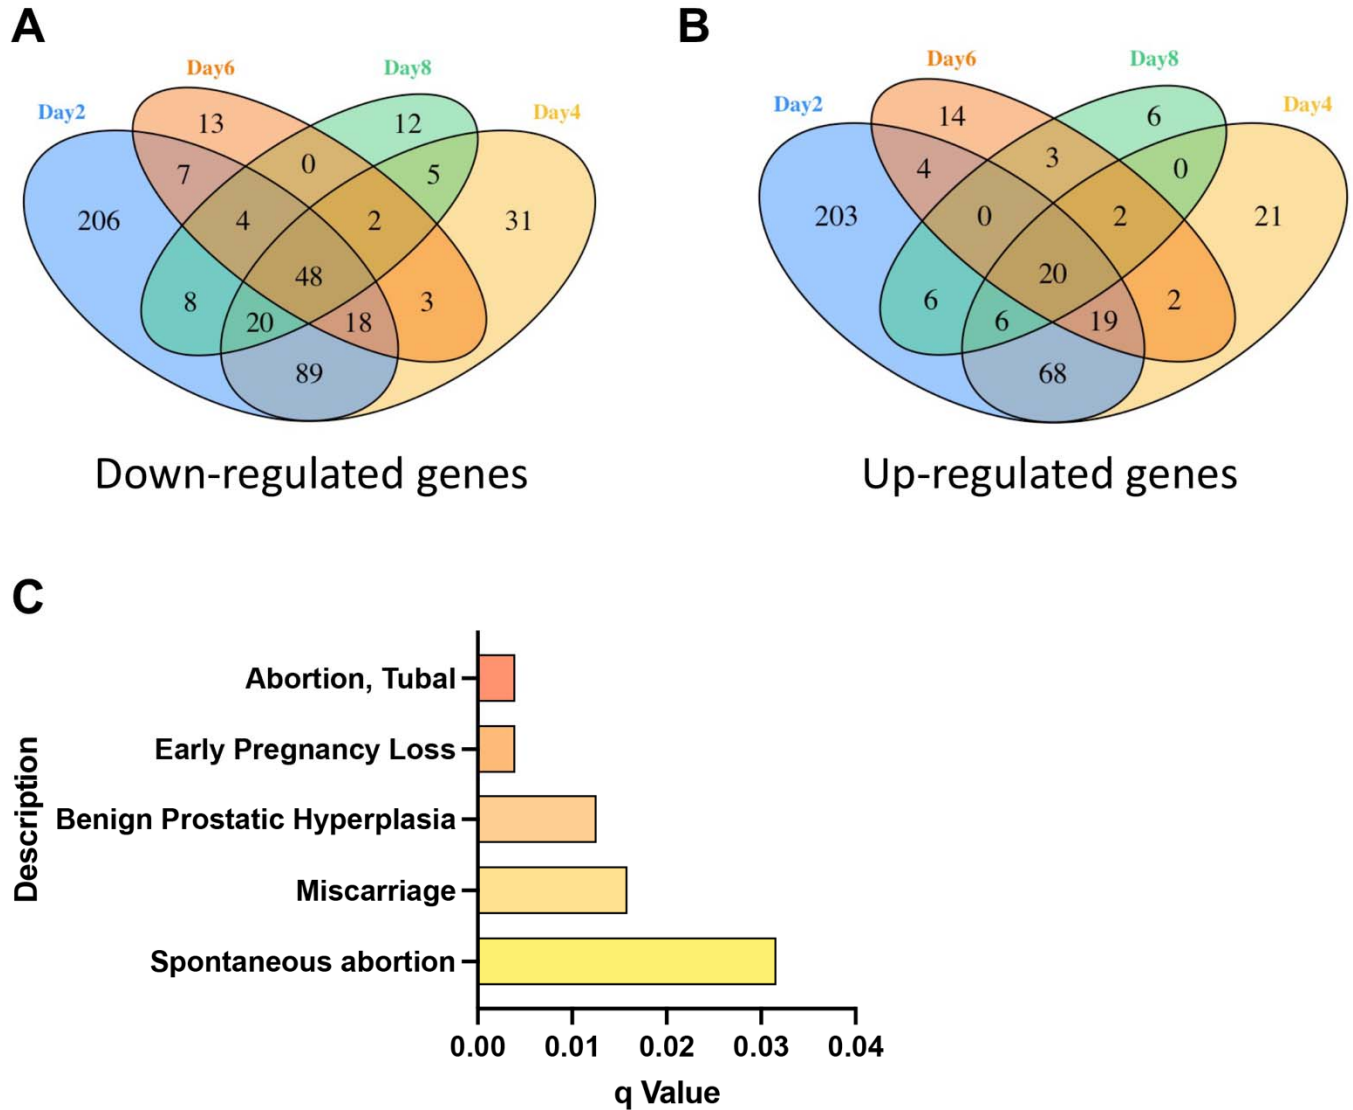 A
Day6
Day8
Day2
Day4
13
12
7
0
5
206
4
2
31
48
8
20
18
3
89
Down-regulated genes
B
Day6
Day8
Day2
Day4
14
6
4
3
0
203
0
2
21
20
6
6
19
2
68
Up-regulated genes
C
Description
Abortion, Tubal
Early Pregnancy Loss
Benign Prostatic Hyperplasia
Miscarriage
Spontaneous abortion
0.00 0.01 0.02 0.03 0.04
q Value